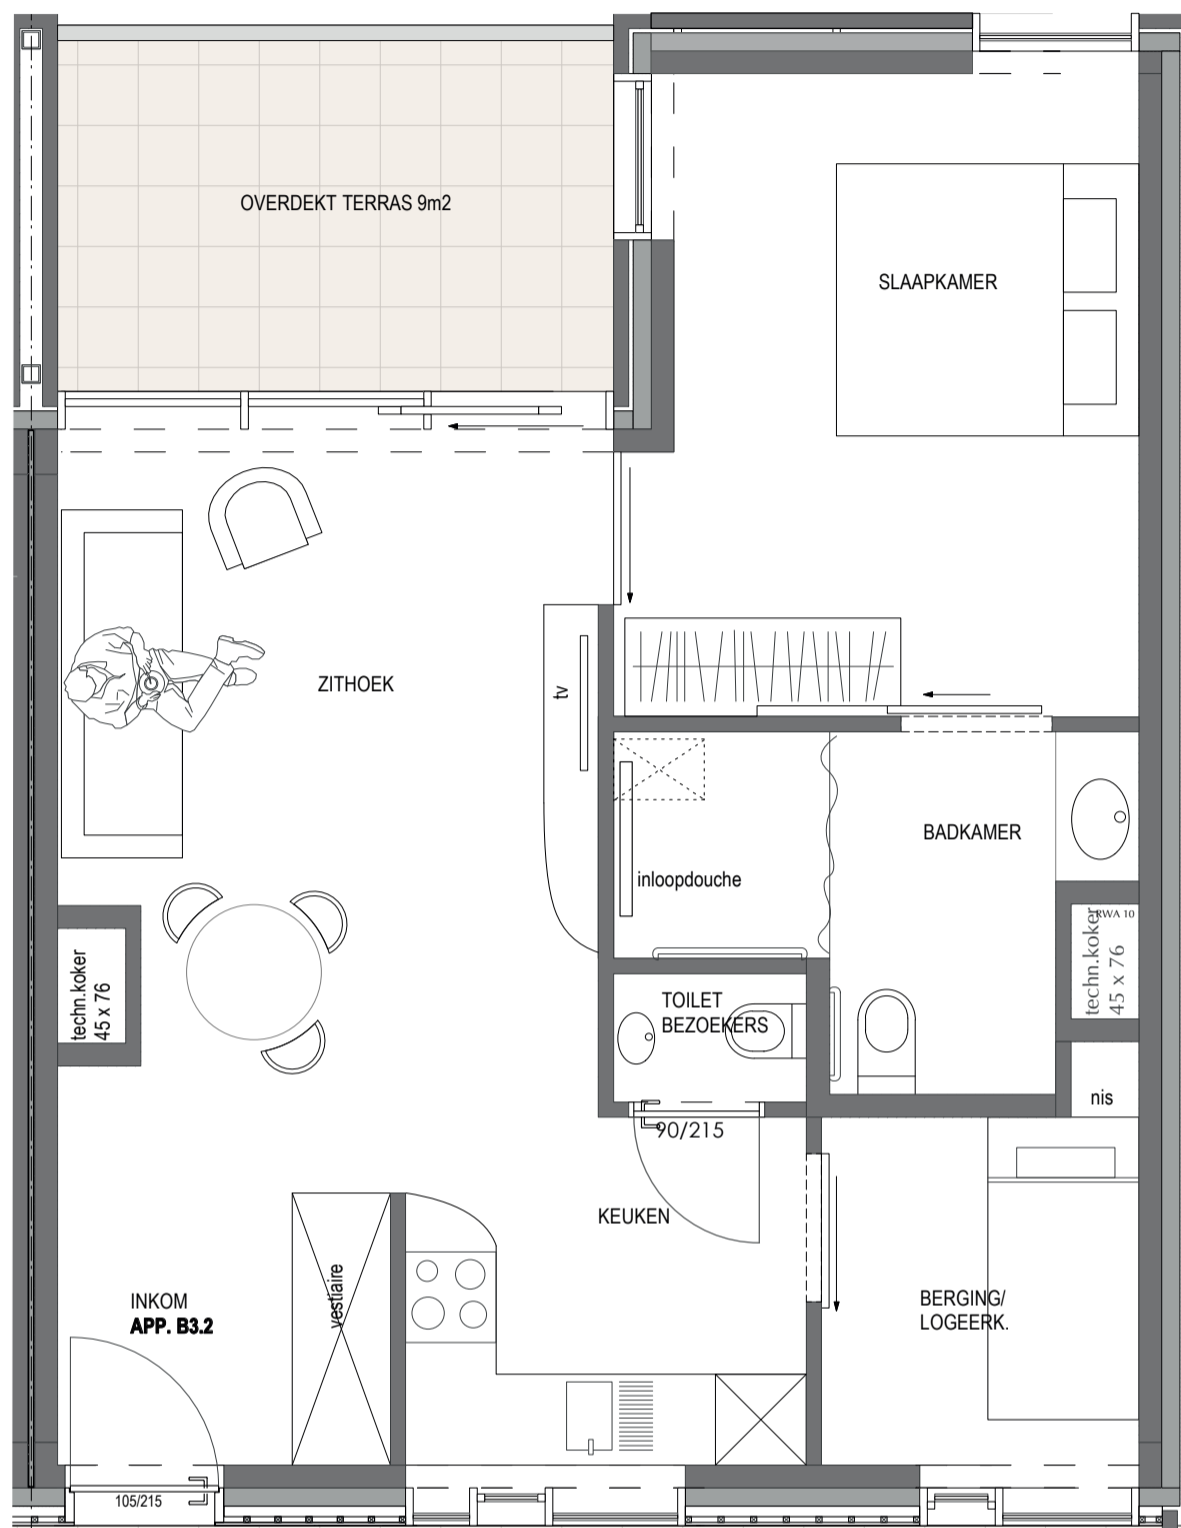 OVERDEKT TERRAS 9m2
SLAAPKAMER
ZITHOEK
tv
BADKAMER
inloopdouche
RWA 10
techn.koker
45 x 76
techn.koker
45 x 76
TOILET
BEZOEKERS
nis
90/215
KEUKEN
vestiaire
INKOM
APP. B3.2
BERGING/
LOGEERK.
105/215